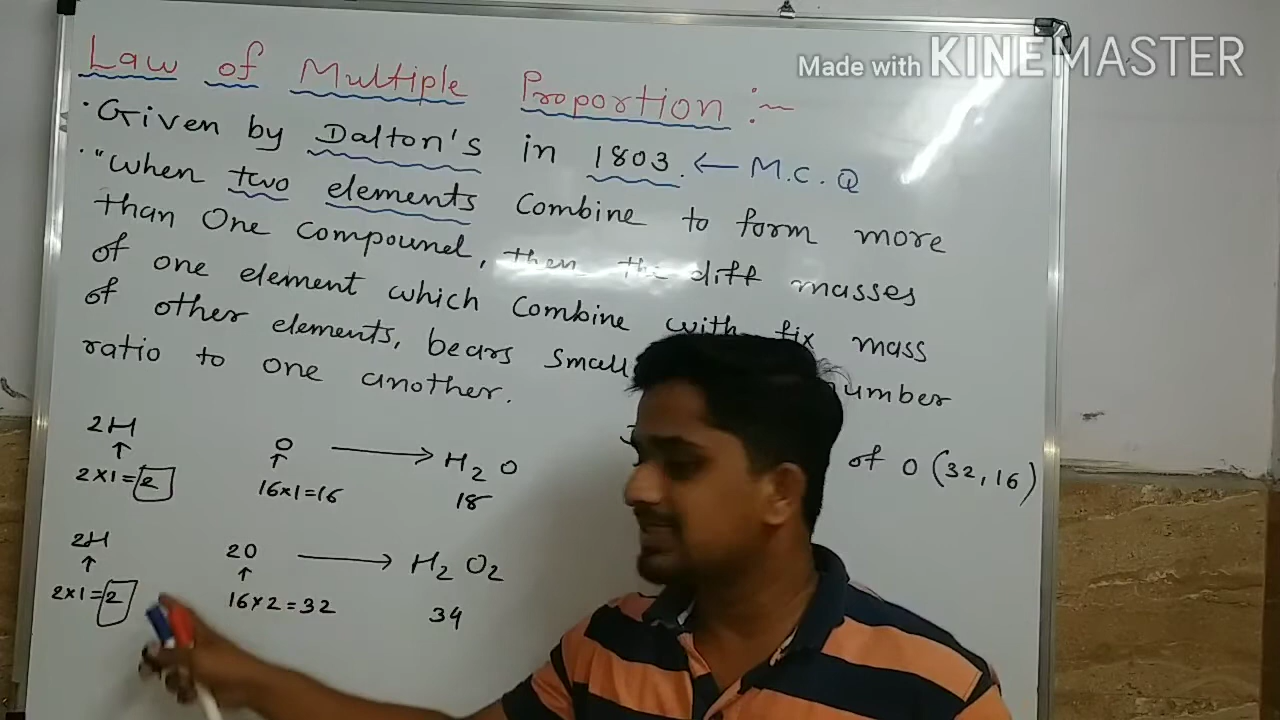 Made with KINEMASTER
Law of Multiple Proportion :~
· Given by Dalton's in 1803. ← M.C.Q
· "When two elements Combine to form more
than One compound, then the diff masses
of one element which Combine with fix mass
of other elements, bears small number
ratio to one another.
2H O → H2O
↑ ↑
2×1=2 16×1=16 18
of O (32,16)
2H 2O → H2O2
↑ ↑
2×1=2 16×2=32 34